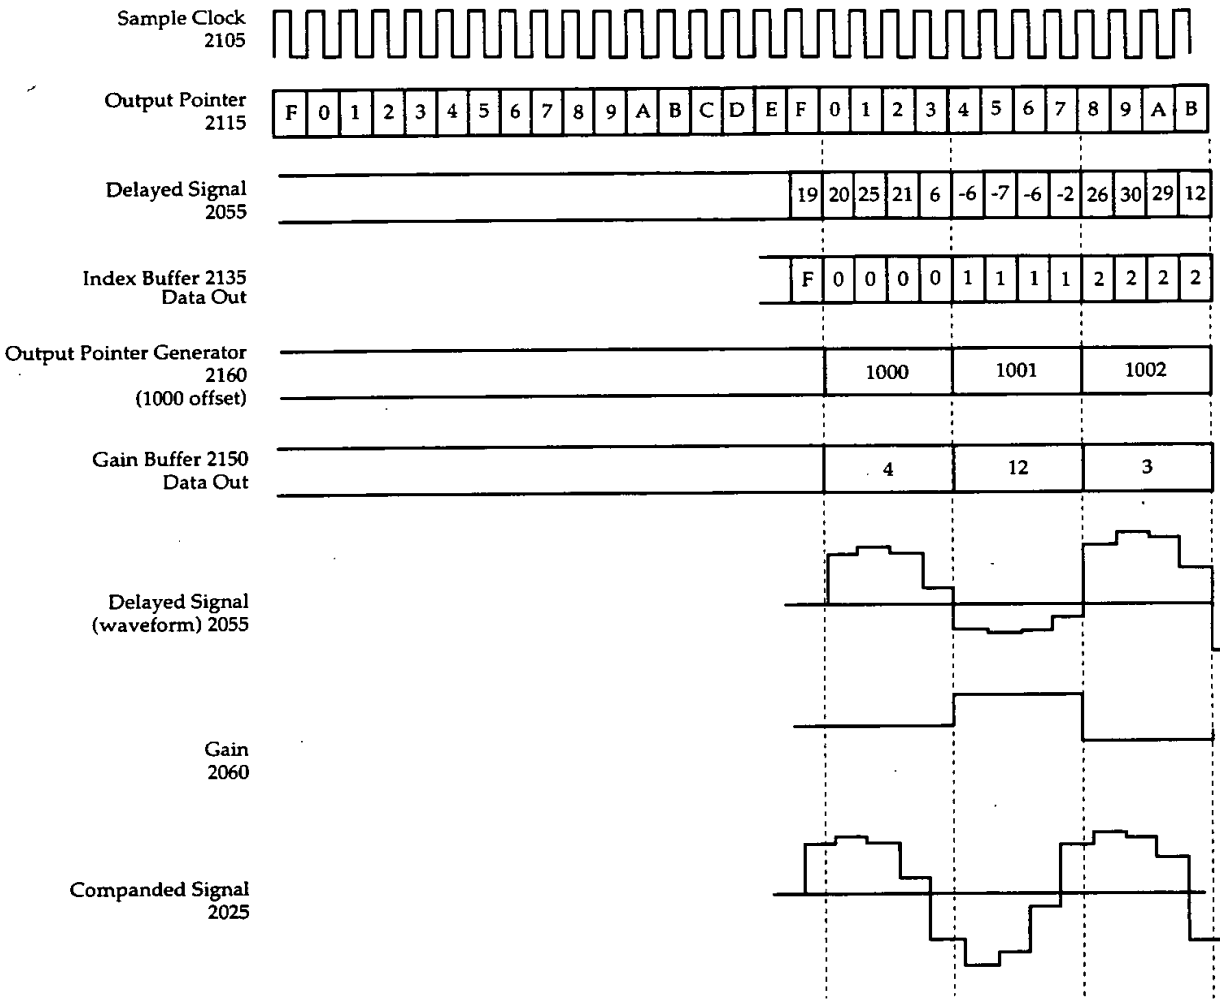 Sample Clock
2105
Output Pointer
2115
F 0 1 2 3 4 5 6 7 8 9 A B C D E F 0 1 2 3 4 5 6 7 8 9 A B
Delayed Signal
2055
19 20 25 21 6 -6 -7 -6 -2 26 30 29 12
Index Buffer 2135
Data Out
F 0 0 0 0 1 1 1 1 2 2 2 2
Output Pointer Generator
2160
(1000 offset)
1000 1001 1002
Gain Buffer 2150
Data Out
4 12 3
Delayed Signal
(waveform) 2055
Gain
2060
Companded Signal
2025